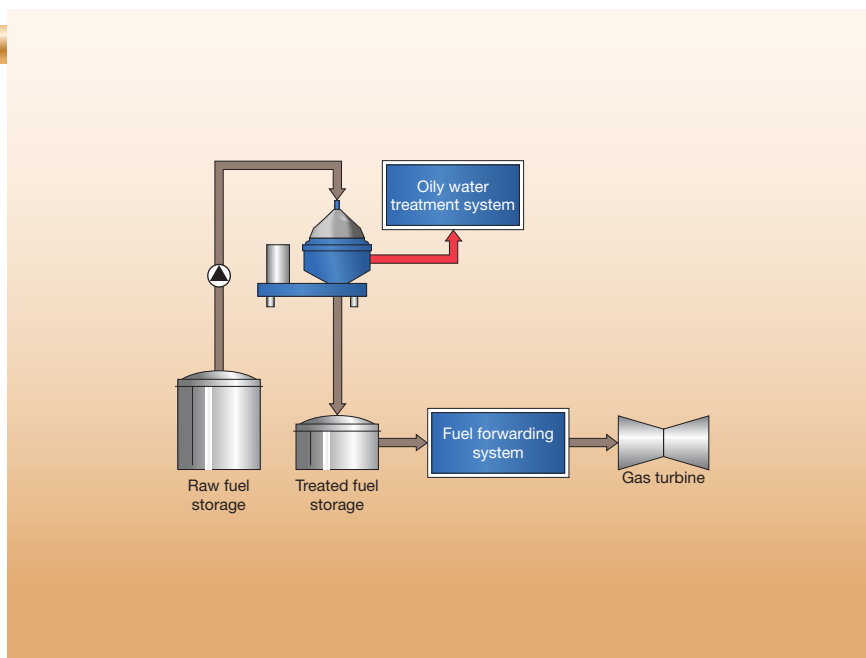 Oily water
treatment system
Raw fuel
storage
Treated fuel
storage
Fuel forwarding
system
Gas turbine